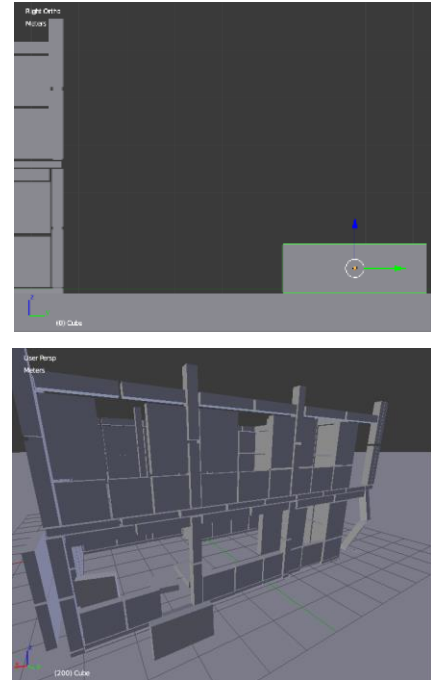 Right Ortho
Meters
z
(0) Cube
User Persp
Meters
(200) Cube